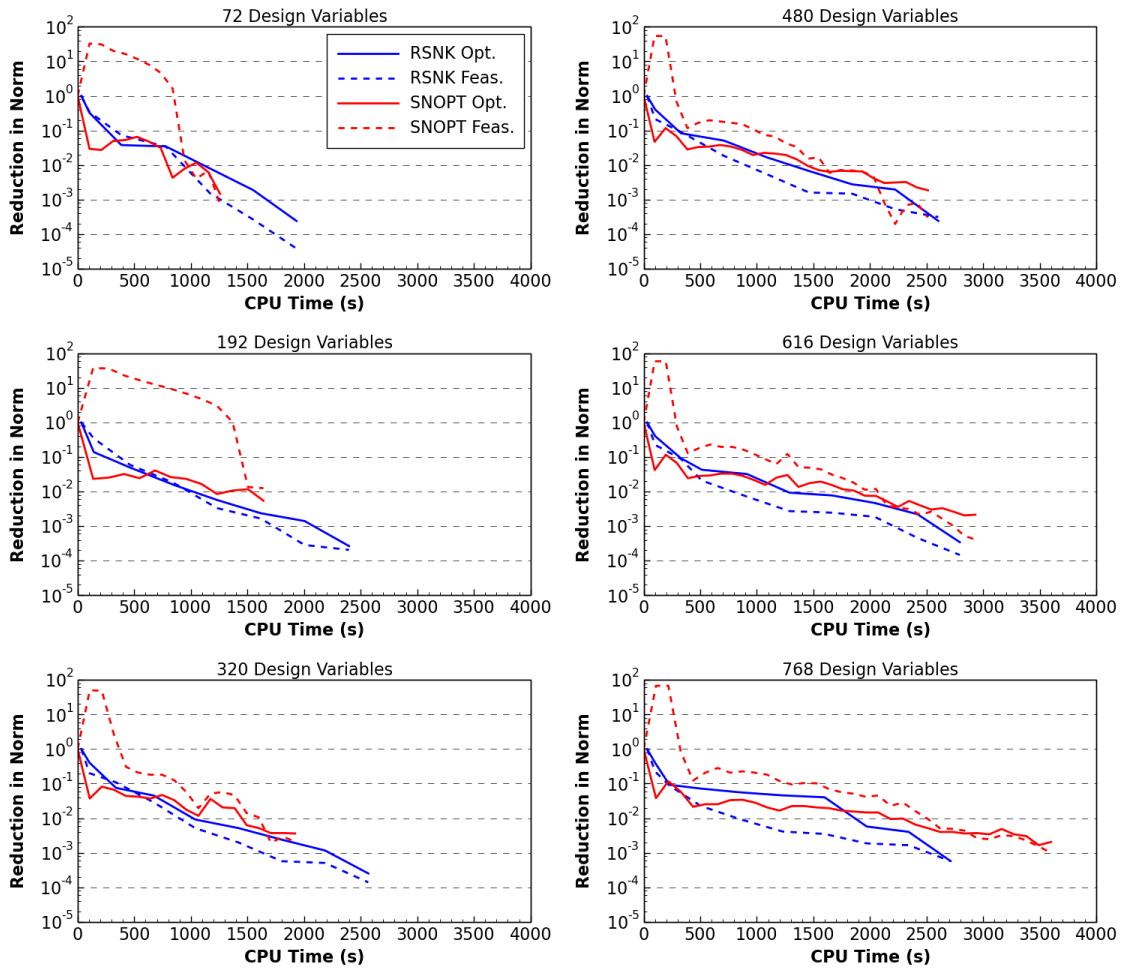 72 Design Variables
10^2
10^1
10^0
10^-1
10^-2
10^-3
10^-4
10^-5
Reduction in Norm
RSNK Opt.
RSNK Feas.
SNOPT Opt.
SNOPT Feas.
0 500 1000 1500 2000 2500 3000 3500 4000
CPU Time (s)
480 Design Variables
10^2
10^1
10^0
10^-1
10^-2
10^-3
10^-4
10^-5
Reduction in Norm
0 500 1000 1500 2000 2500 3000 3500 4000
CPU Time (s)
192 Design Variables
10^2
10^1
10^0
10^-1
10^-2
10^-3
10^-4
10^-5
Reduction in Norm
0 500 1000 1500 2000 2500 3000 3500 4000
CPU Time (s)
616 Design Variables
10^2
10^1
10^0
10^-1
10^-2
10^-3
10^-4
10^-5
Reduction in Norm
0 500 1000 1500 2000 2500 3000 3500 4000
CPU Time (s)
320 Design Variables
10^2
10^1
10^0
10^-1
10^-2
10^-3
10^-4
10^-5
Reduction in Norm
0 500 1000 1500 2000 2500 3000 3500 4000
CPU Time (s)
768 Design Variables
10^2
10^1
10^0
10^-1
10^-2
10^-3
10^-4
10^-5
Reduction in Norm
0 500 1000 1500 2000 2500 3000 3500 4000
CPU Time (s)